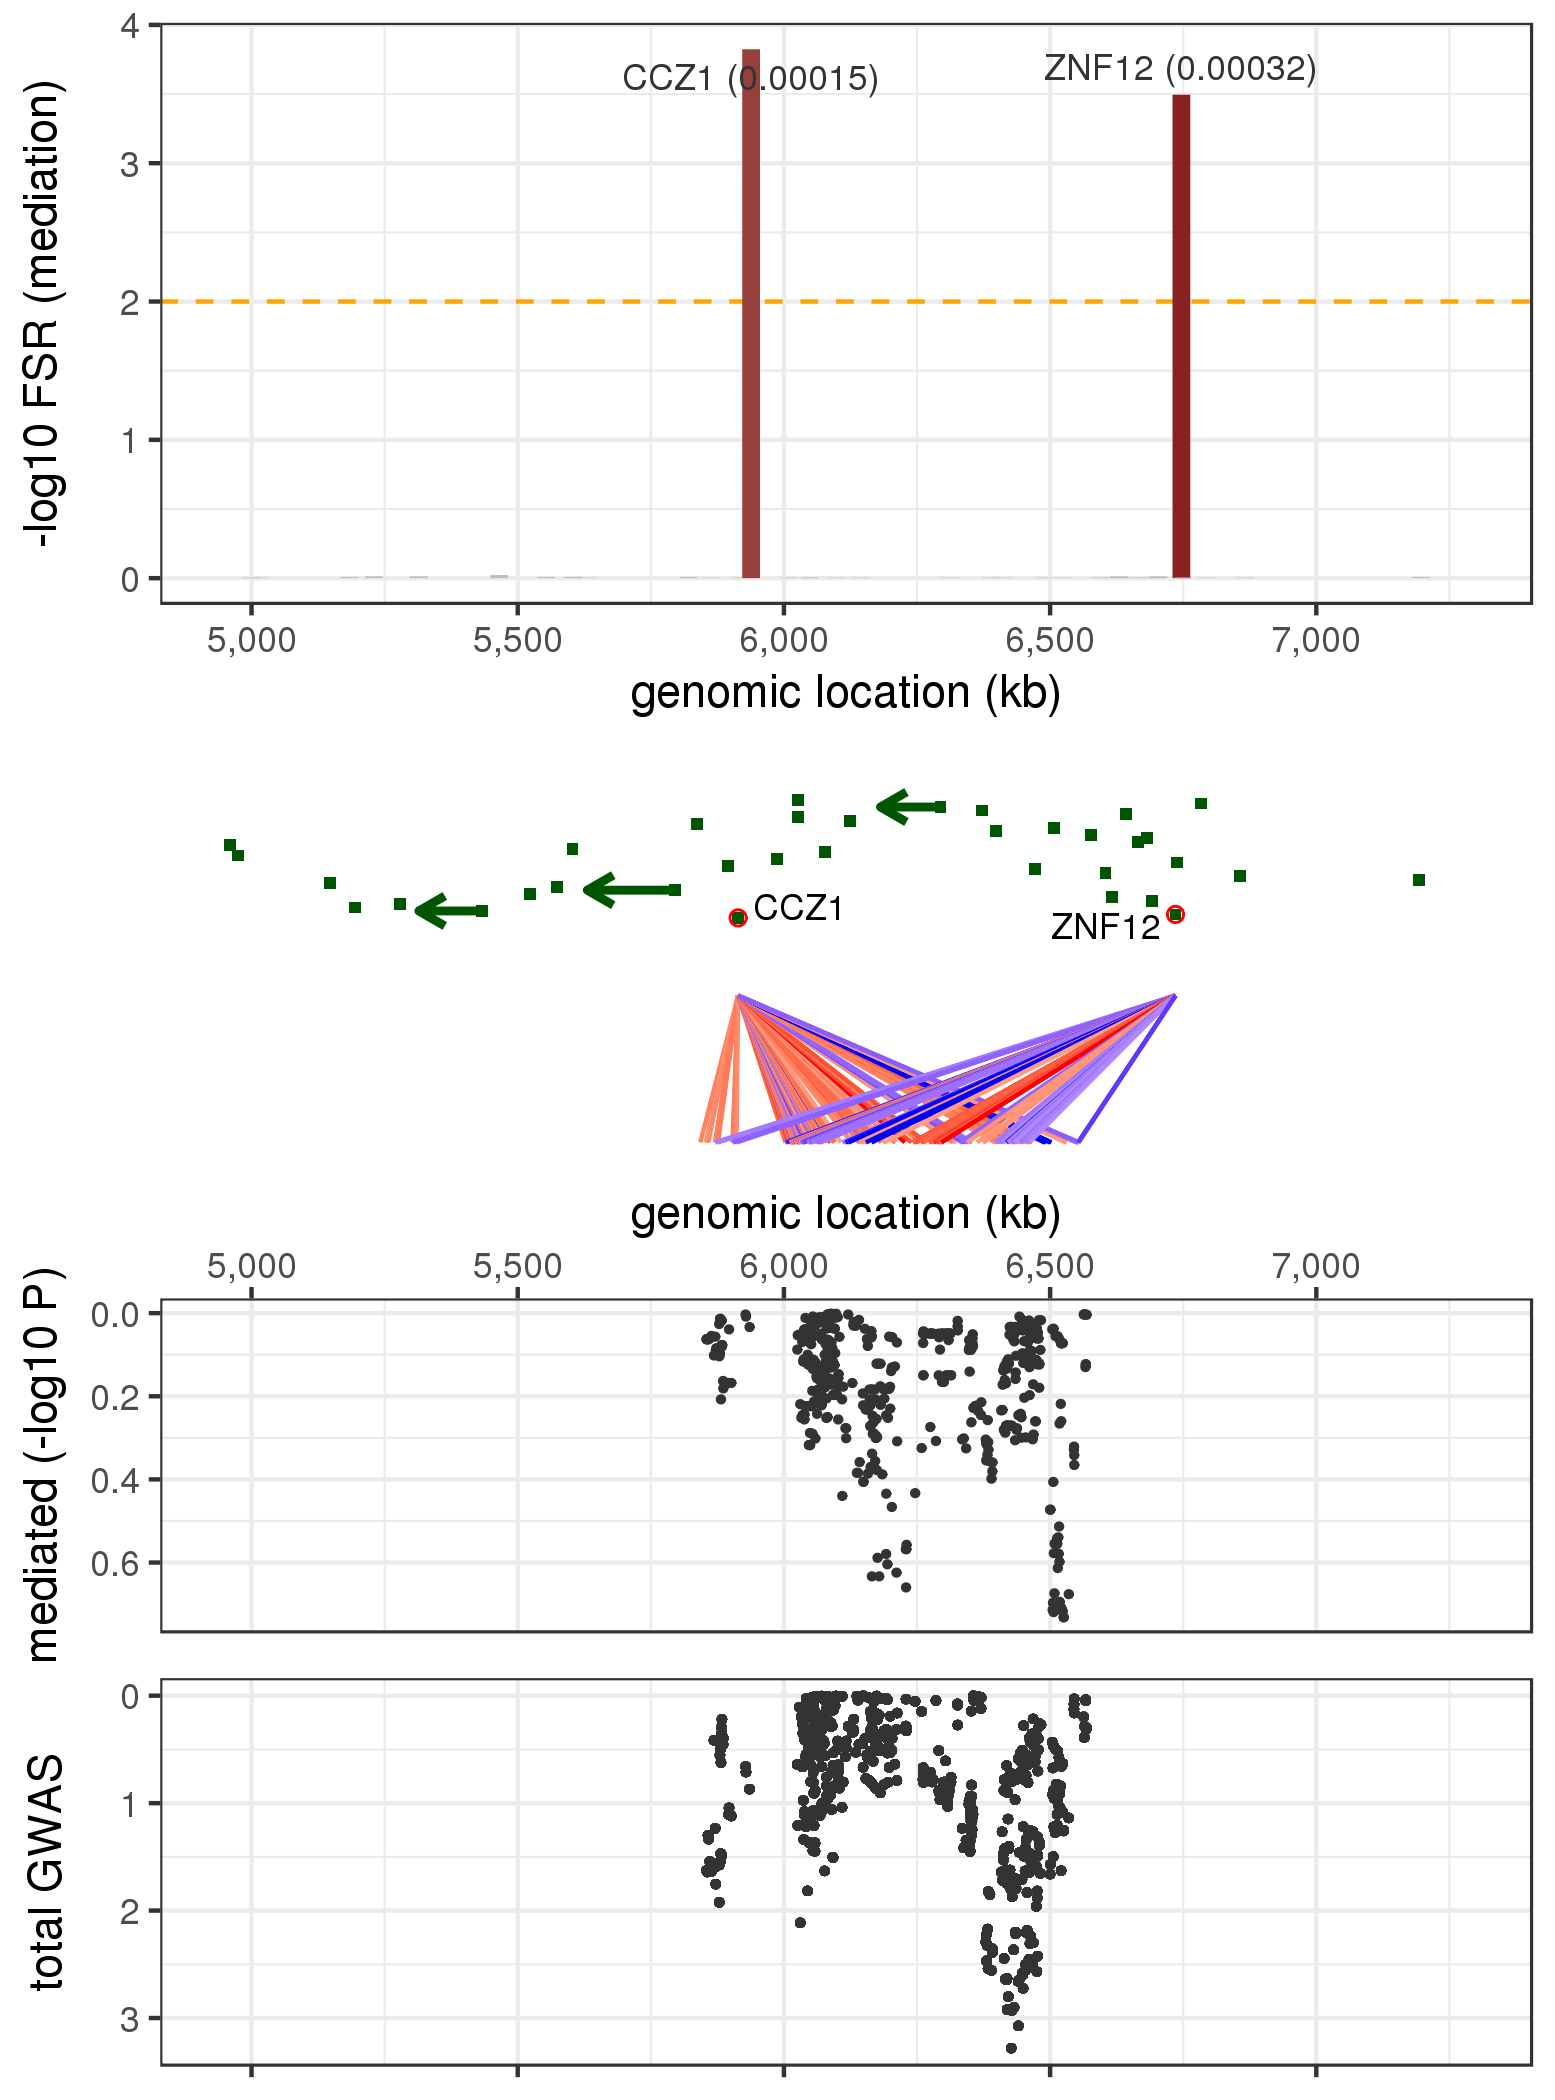 4
CCZ1 (0.00015)
ZNF12 (0.00032)
3
2
1
0
-log10 FSR (mediation)
5,000 5,500 6,000 6,500 7,000
genomic location (kb)
CCZ1
ZNF12
genomic location (kb)
5,000 5,500 6,000 6,500 7,000
mediated (-log10 P)
0.0
0.2
0.4
0.6
total GWAS
0
1
2
3